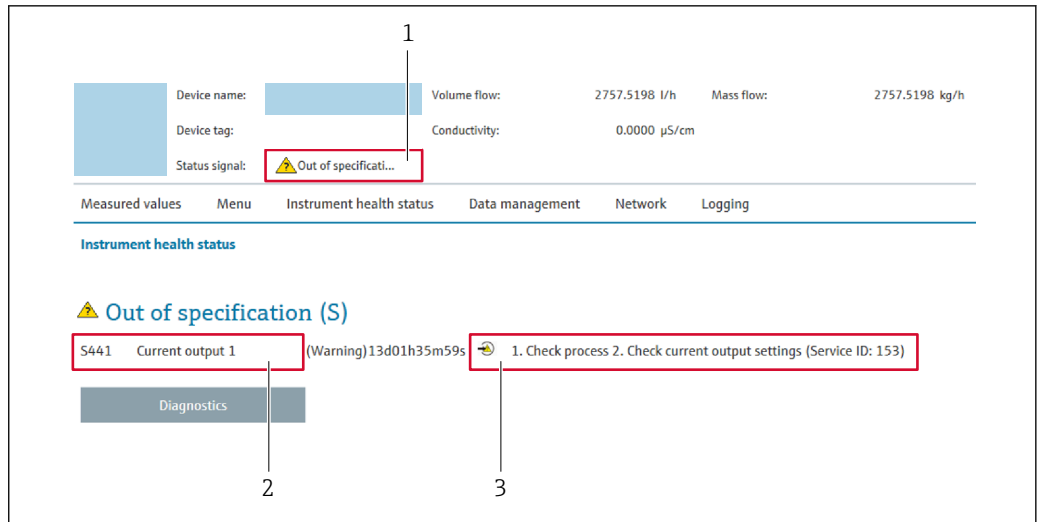 1
Device name: Volume flow: 2757.5198 l/h Mass flow: 2757.5198 kg/h
Device tag: Conductivity: 0.0000 µS/cm
Status signal: Out of specificati...
Measured values Menu Instrument health status Data management Network Logging
Instrument health status
Out of specification (S)
S441 Current output 1 (Warning)13d01h35m59s 1. Check process 2. Check current output settings (Service ID: 153)
Diagnostics
2 3